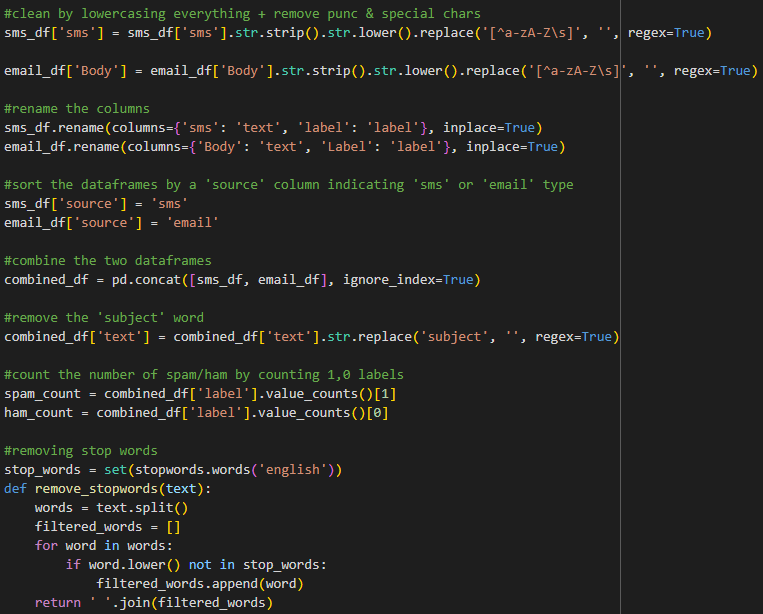 #clean by lowercasing everything + remove punc & special chars
sms_df['sms'] = sms_df['sms'].str.strip().str.lower().replace('[^a-zA-Z\s]', '', regex=True)
email_df['Body'] = email_df['Body'].str.strip().str.lower().replace('[^a-zA-Z\s]', '', regex=True)
#rename the columns
sms_df.rename(columns={'sms': 'text', 'label': 'label'}, inplace=True)
email_df.rename(columns={'Body': 'text', 'Label': 'label'}, inplace=True)
#sort the dataframes by a 'source' column indicating 'sms' or 'email' type
sms_df['source'] = 'sms'
email_df['source'] = 'email'
#combine the two dataframes
combined_df = pd.concat([sms_df, email_df], ignore_index=True)
#remove the 'subject' word
combined_df['text'] = combined_df['text'].str.replace('subject', '', regex=True)
#count the number of spam/ham by counting 1,0 labels
spam_count = combined_df['label'].value_counts()[1]
ham_count = combined_df['label'].value_counts()[0]
#removing stop words
stop_words = set(stopwords.words('english'))
def remove_stopwords(text):
    words = text.split()
    filtered_words = []
    for word in words:
        if word.lower() not in stop_words:
            filtered_words.append(word)
    return ' '.join(filtered_words)